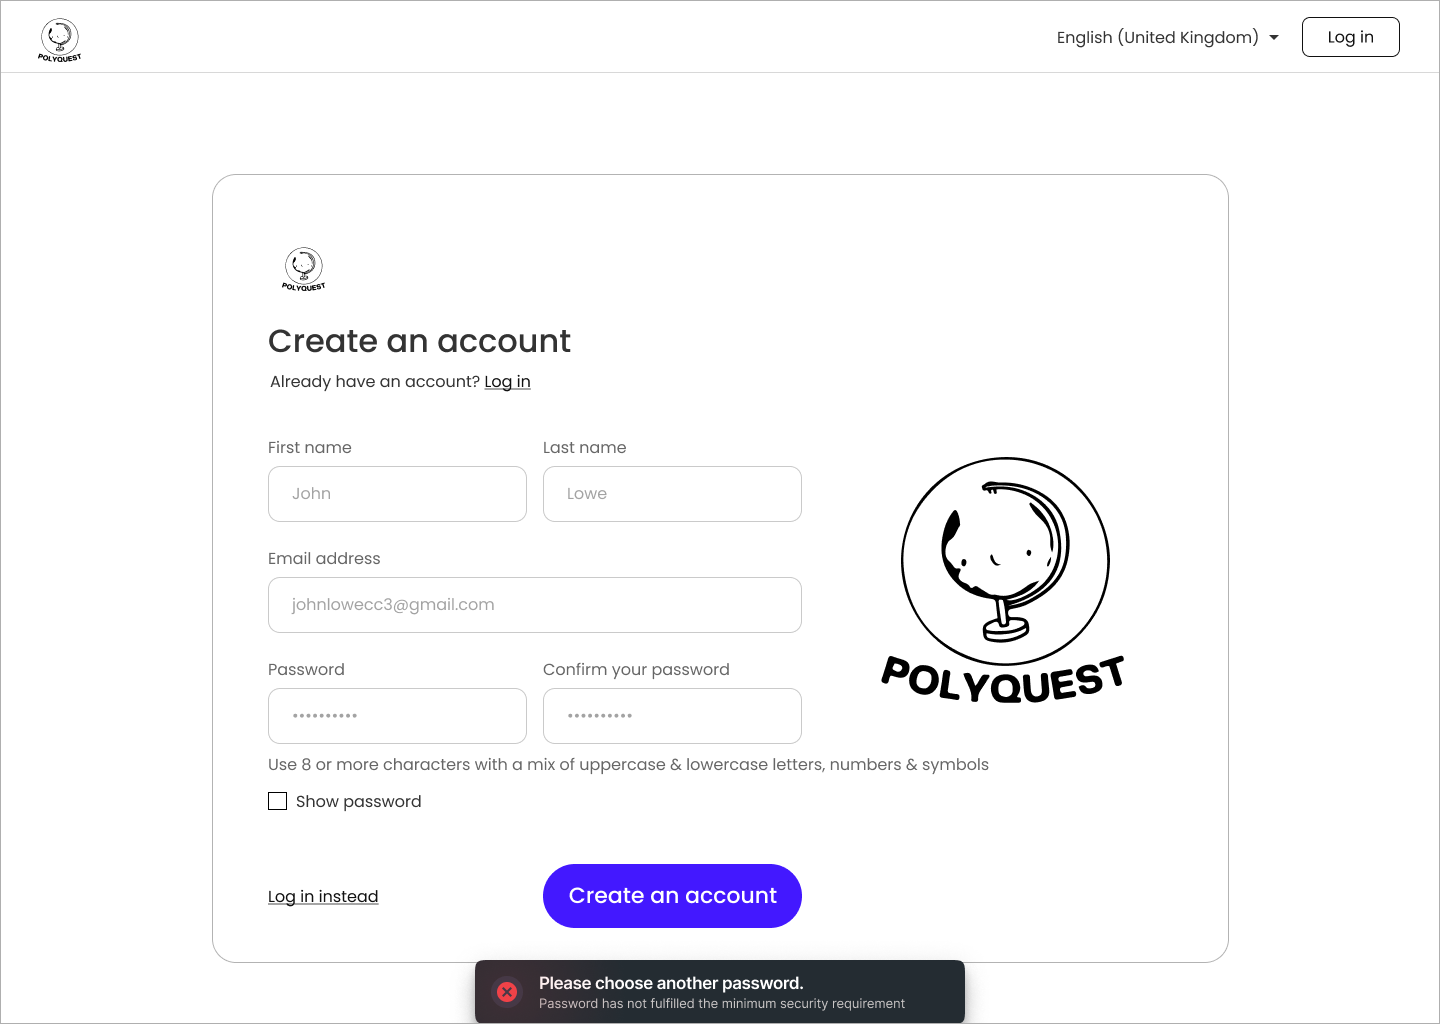 POLYQUEST
English (United Kingdom)
Log in
POLYQUEST
Create an account
Already have an account? Log in
First name
Last name
John
Lowe
Email address
johnlowecc3@gmail.com
Password
Confirm your password
••••••••••
••••••••••
POLYQUEST
Use 8 or more characters with a mix of uppercase & lowercase letters, numbers & symbols
Show password
Log in instead
Create an account
Please choose another password.
Password has not fulfilled the minimum security requirement